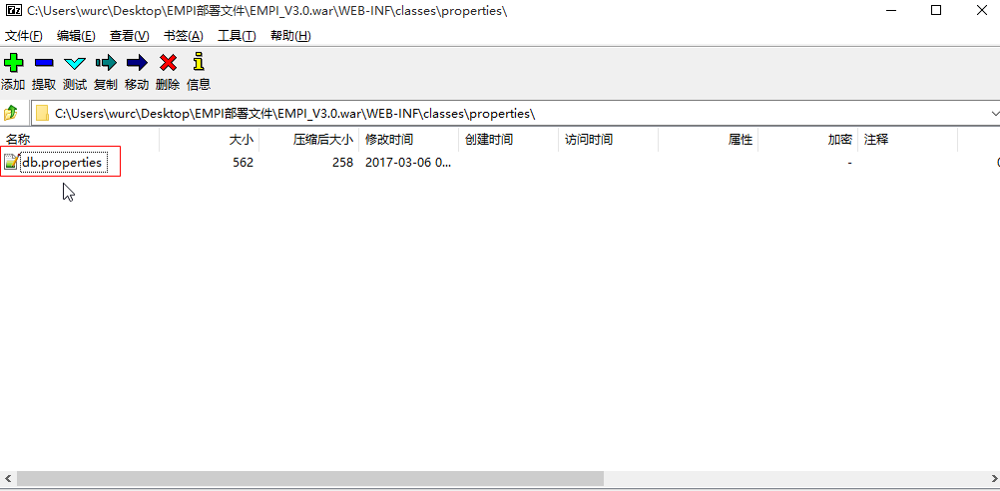 C:\Users\wurc\Desktop\EMPI部署文件\EMPI_V3.0.war\WEB-INF\classes\properties\
文件(F) 编辑(E) 查看(V) 书签(A) 工具(T) 帮助(H)
添加 提取 测试 复制 移动 删除 信息
C:\Users\wurc\Desktop\EMPI部署文件\EMPI_V3.0.war\WEB-INF\classes\properties\
名称 大小 压缩后大小 修改时间 创建时间 访问时间 属性 加密 注释
db.properties 562 258 2017-03-06 0... -